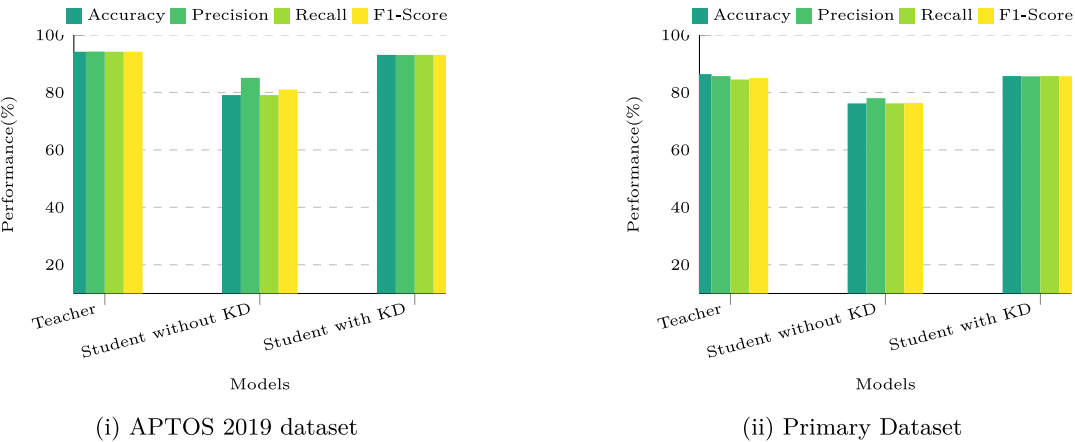 Accuracy Precision Recall F1-Score
100
80
60
40
20
Performance(%)
Teacher
Student without KD
Student with KD
Models
(i) APTOS 2019 dataset
Accuracy Precision Recall F1-Score
100
80
60
40
20
Performance(%)
Teacher
Student without KD
Student with KD
Models
(ii) Primary Dataset